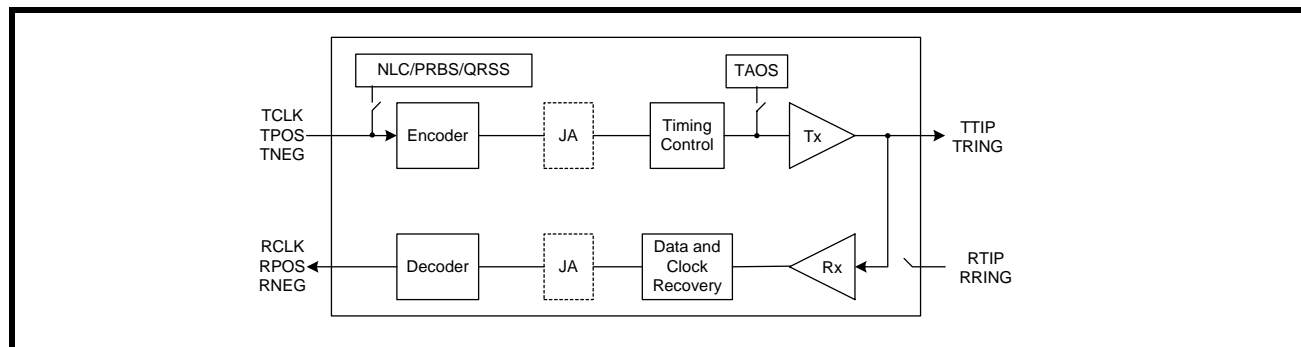 NLC/PRBS/QRSS
TAOS
TCLK
TPOS
TNEG
Encoder
JA
Timing
Control
Tx
TTIP
TRING
RCLK
RPOS
RNEG
Decoder
JA
Data and
Clock
Recovery
Rx
RTIP
RRING